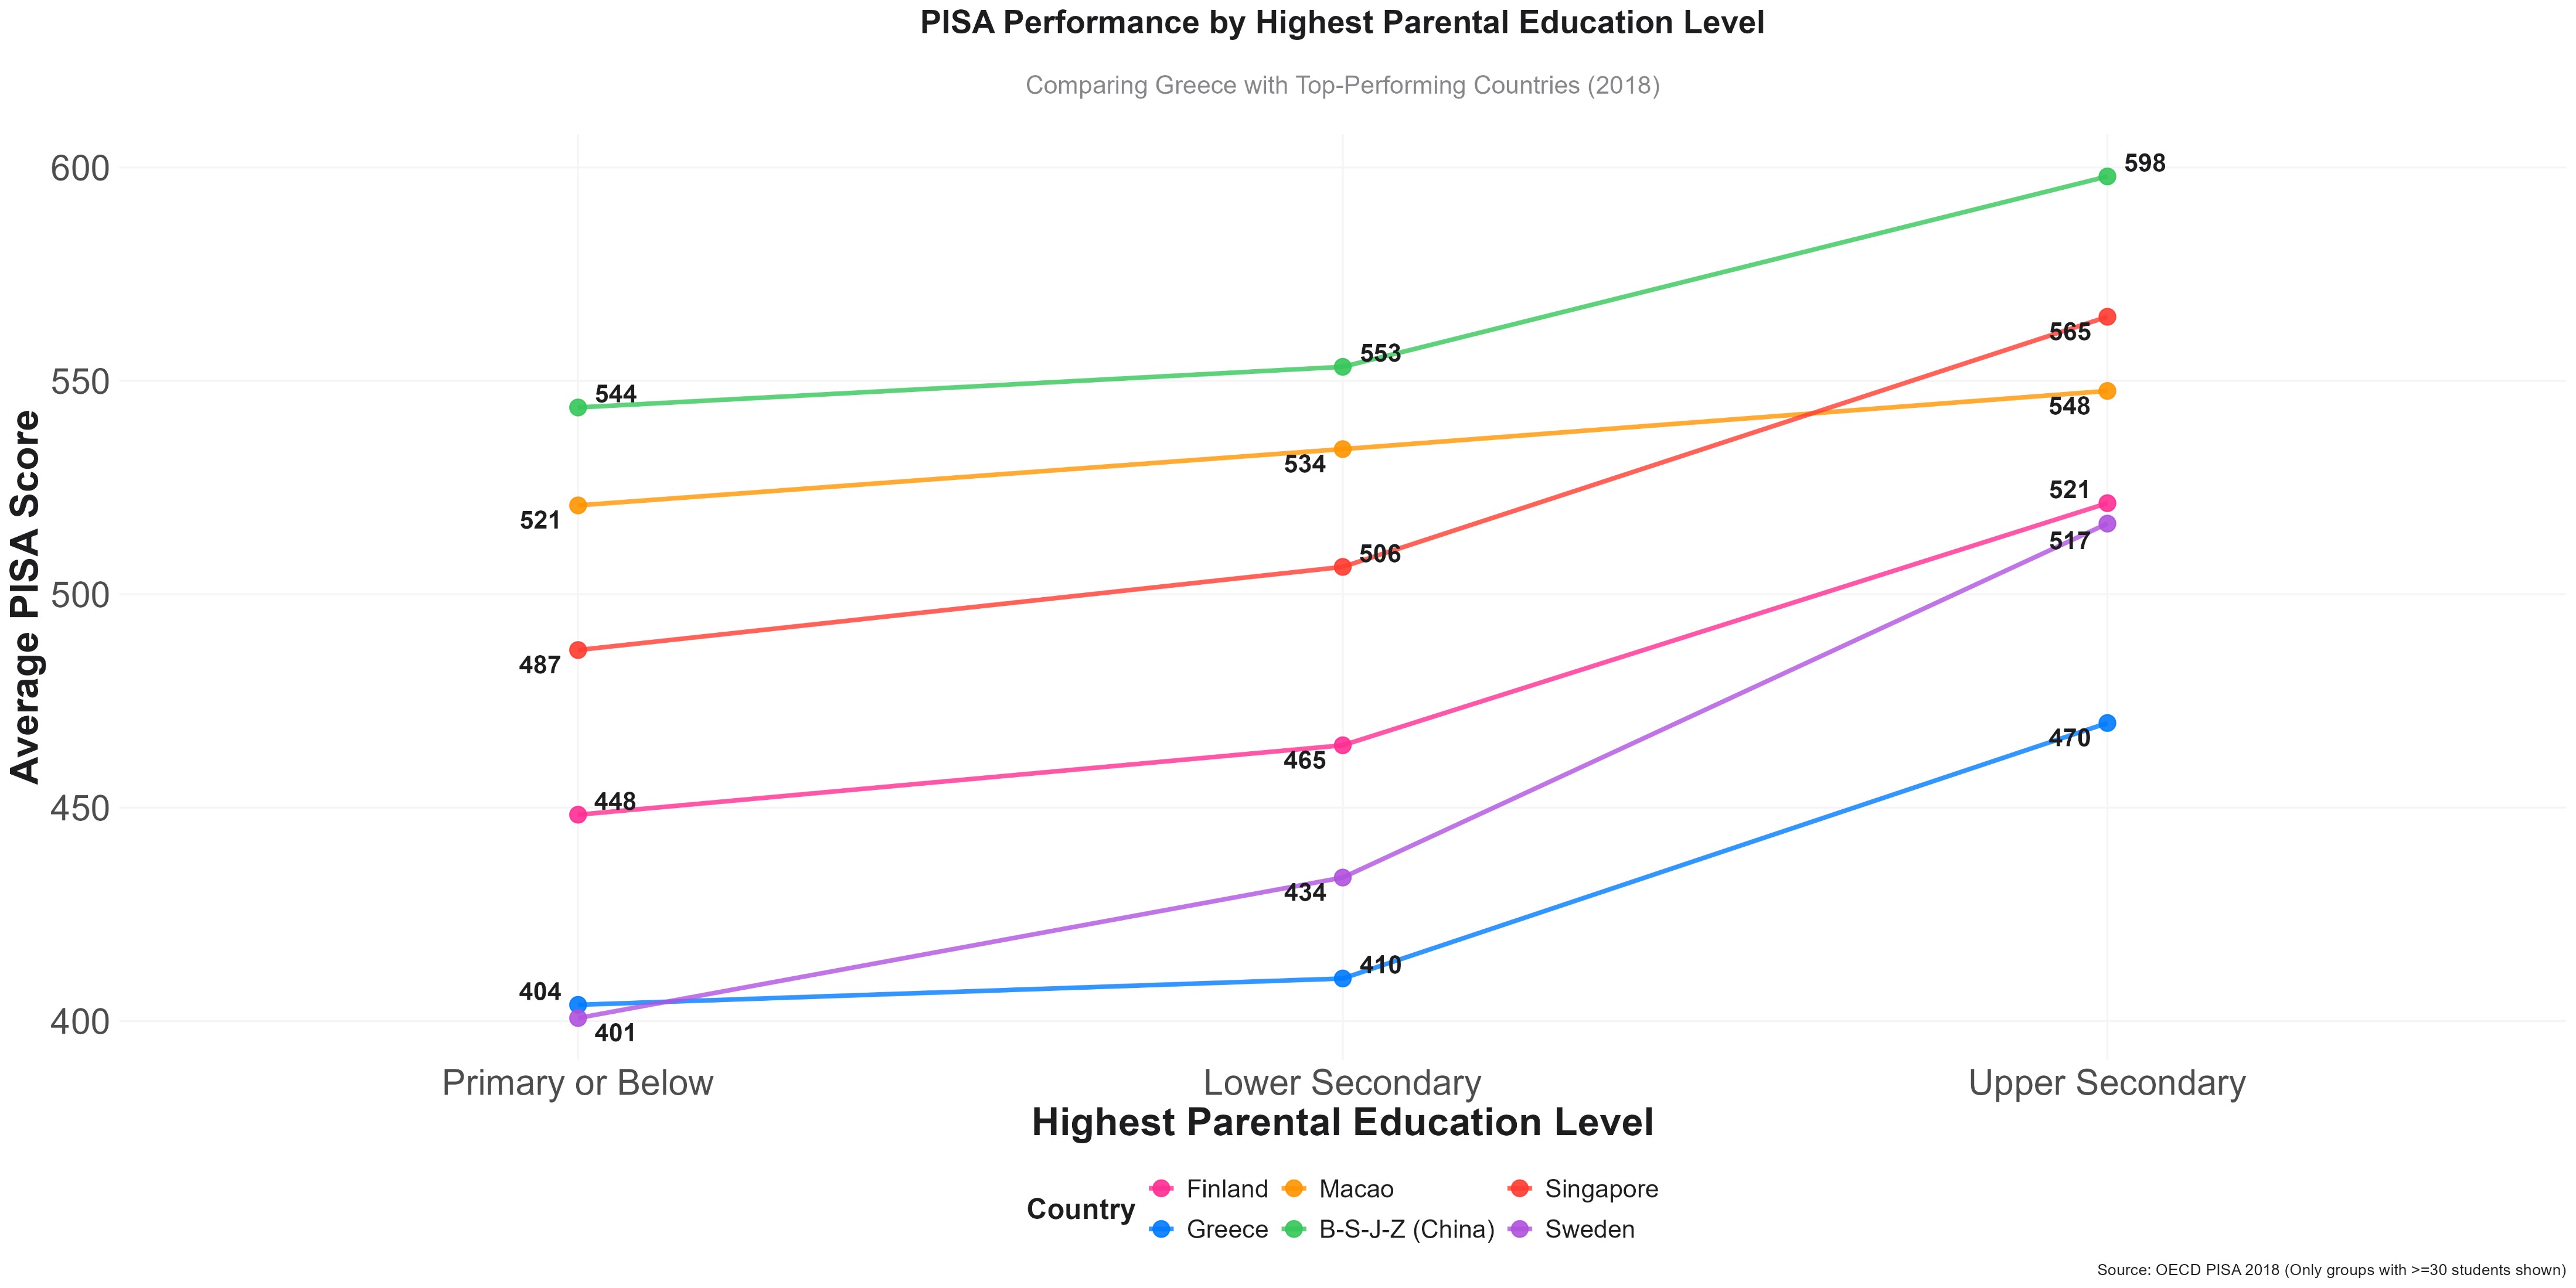 PISA Performance by Highest Parental Education Level
Comparing Greece with Top-Performing Countries (2018)
Average PISA Score
600
550
500
450
400
544
521
487
448
404
401
553
534
506
465
434
410
598
565
548
521
517
470
Primary or Below
Lower Secondary
Upper Secondary
Highest Parental Education Level
Country
Finland
Macao
Singapore
Greece
B-S-J-Z (China)
Sweden
Source: OECD PISA 2018 (Only groups with >=30 students shown)